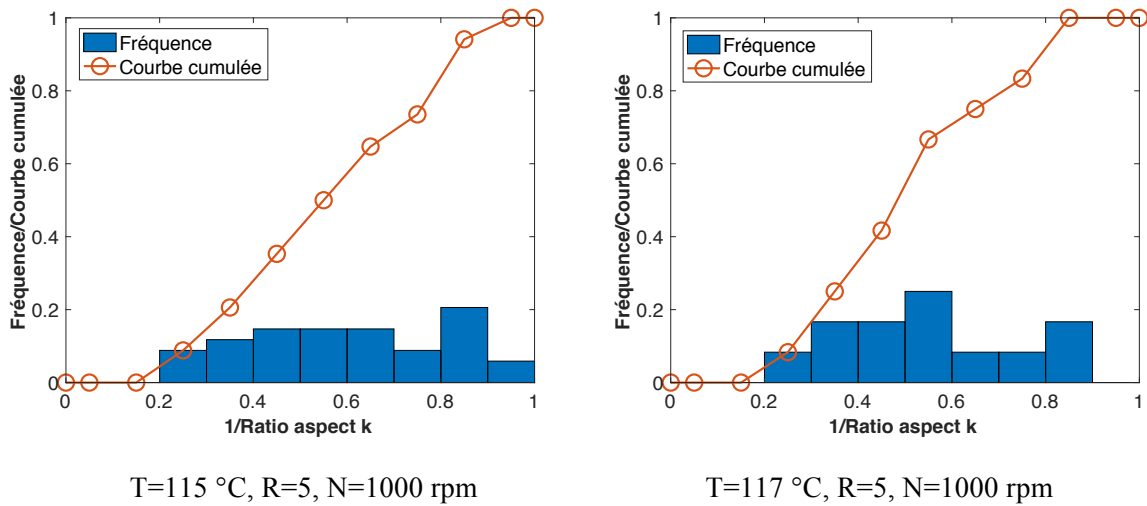 1
0.8
0.6
0.4
0.2
0
Fréquence/Courbe cumulée
Fréquence
Courbe cumulée
0
0.2
0.4
0.6
0.8
1
1/Ratio aspect k
T=115 °C, R=5, N=1000 rpm
1
0.8
0.6
0.4
0.2
0
Fréquence/Courbe cumulée
Fréquence
Courbe cumulée
0
0.2
0.4
0.6
0.8
1
1/Ratio aspect k
T=117 °C, R=5, N=1000 rpm